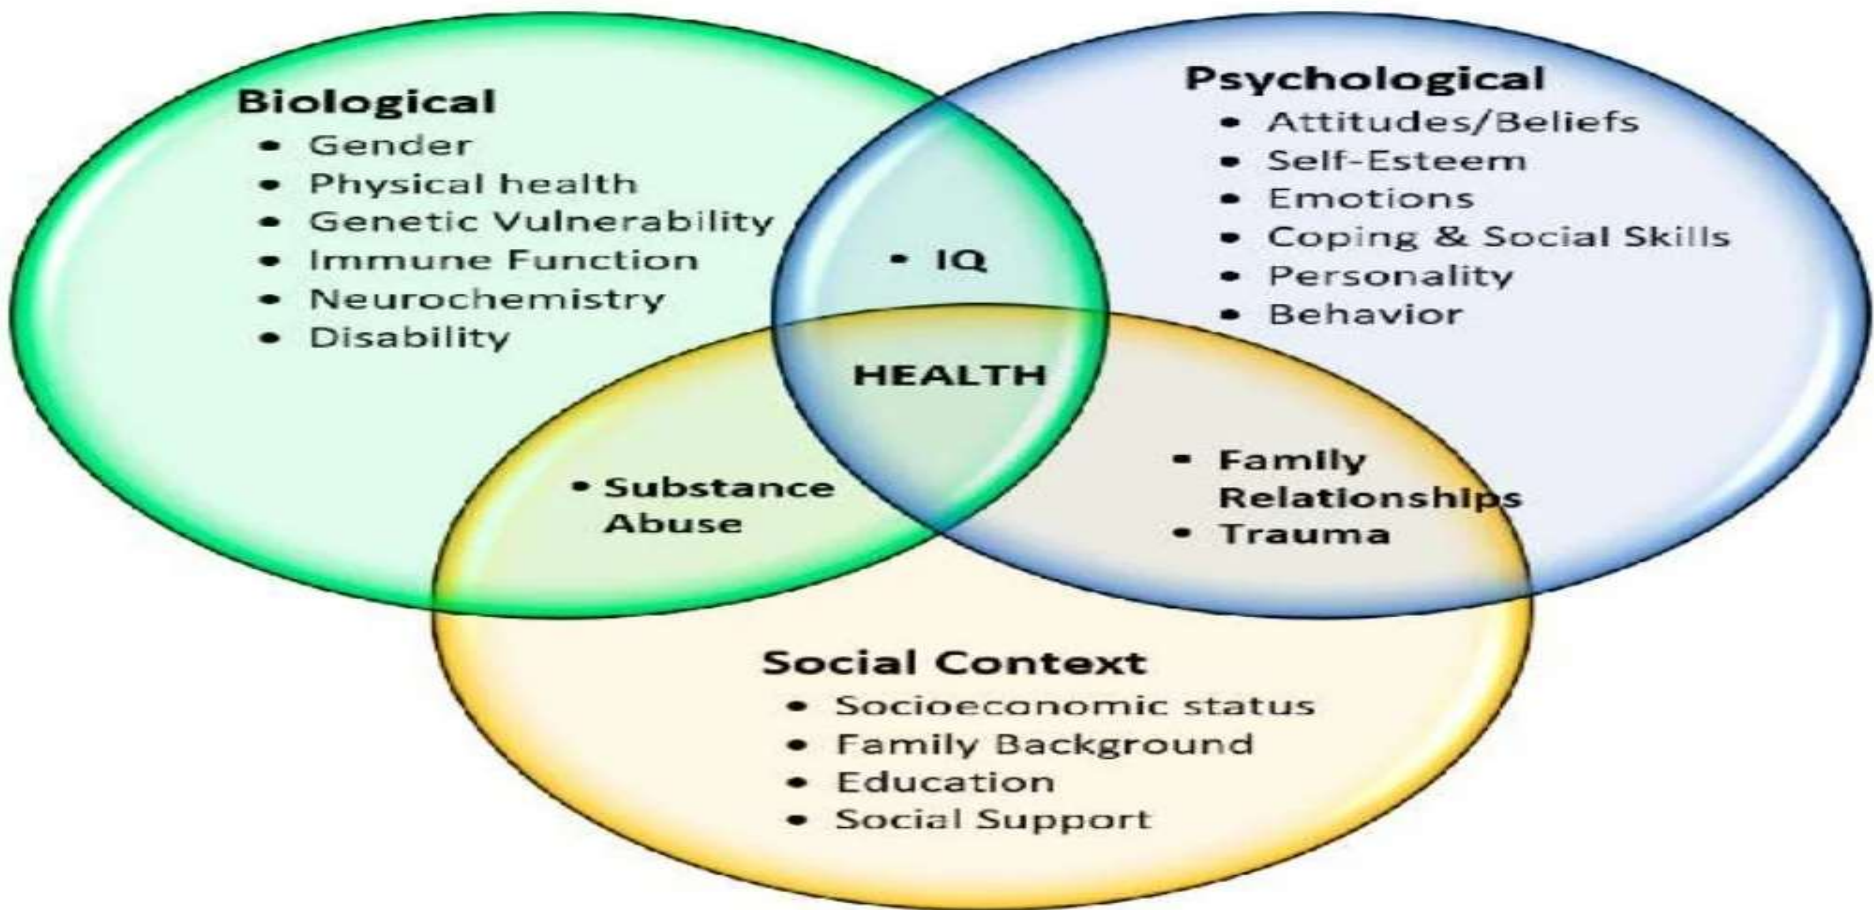 Biological
• Gender
• Physical health
• Genetic Vulnerability
• Immune Function
• Neurochemistry
• Disability
Psychological
• Attitudes/Beliefs
• Self-Esteem
• Emotions
• Coping & Social Skills
• Personality
• Behavior
• IQ
HEALTH
• Substance
Abuse
• Family
Relationships
• Trauma
Social Context
• Socioeconomic status
• Family Background
• Education
• Social Support